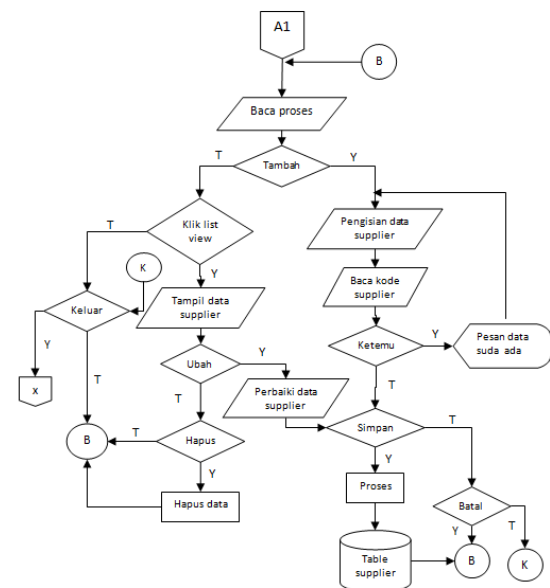 A1
B
Baca proses
T
Tambah
Y
T
Klik list
view
Pengisian data
supplier
K
Y
Baca kode
supplier
Keluar
Tampil data
supplier
Y
Ketemu
Y
Pesan data
suda ada
x
T
Ubah
Y
T
Perbaiki data
supplier
T
B
T
Hapus
Simpan
T
Y
Y
Hapus data
Proses
Batal
Y
T
Table
supplier
B
K